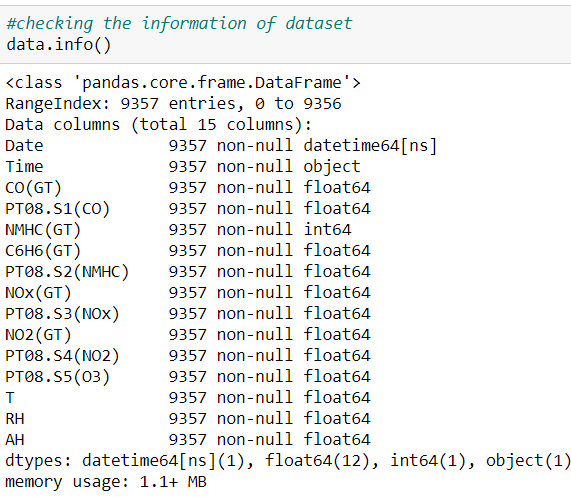 #checking the information of dataset
data.info()
<class 'pandas.core.frame.DataFrame'>
RangeIndex: 9357 entries, 0 to 9356
Data columns (total 15 columns):
Date             9357 non-null datetime64[ns]
Time             9357 non-null object
CO(GT)           9357 non-null float64
PT08.S1(CO)      9357 non-null float64
NMHC(GT)         9357 non-null int64
C6H6(GT)         9357 non-null float64
PT08.S2(NMHC)    9357 non-null float64
NOx(GT)          9357 non-null float64
PT08.S3(NOx)     9357 non-null float64
NO2(GT)          9357 non-null float64
PT08.S4(NO2)     9357 non-null float64
PT08.S5(O3)      9357 non-null float64
T                9357 non-null float64
RH               9357 non-null float64
AH               9357 non-null float64
dtypes: datetime64[ns](1), float64(12), int64(1), object(1)
memory usage: 1.1+ MB